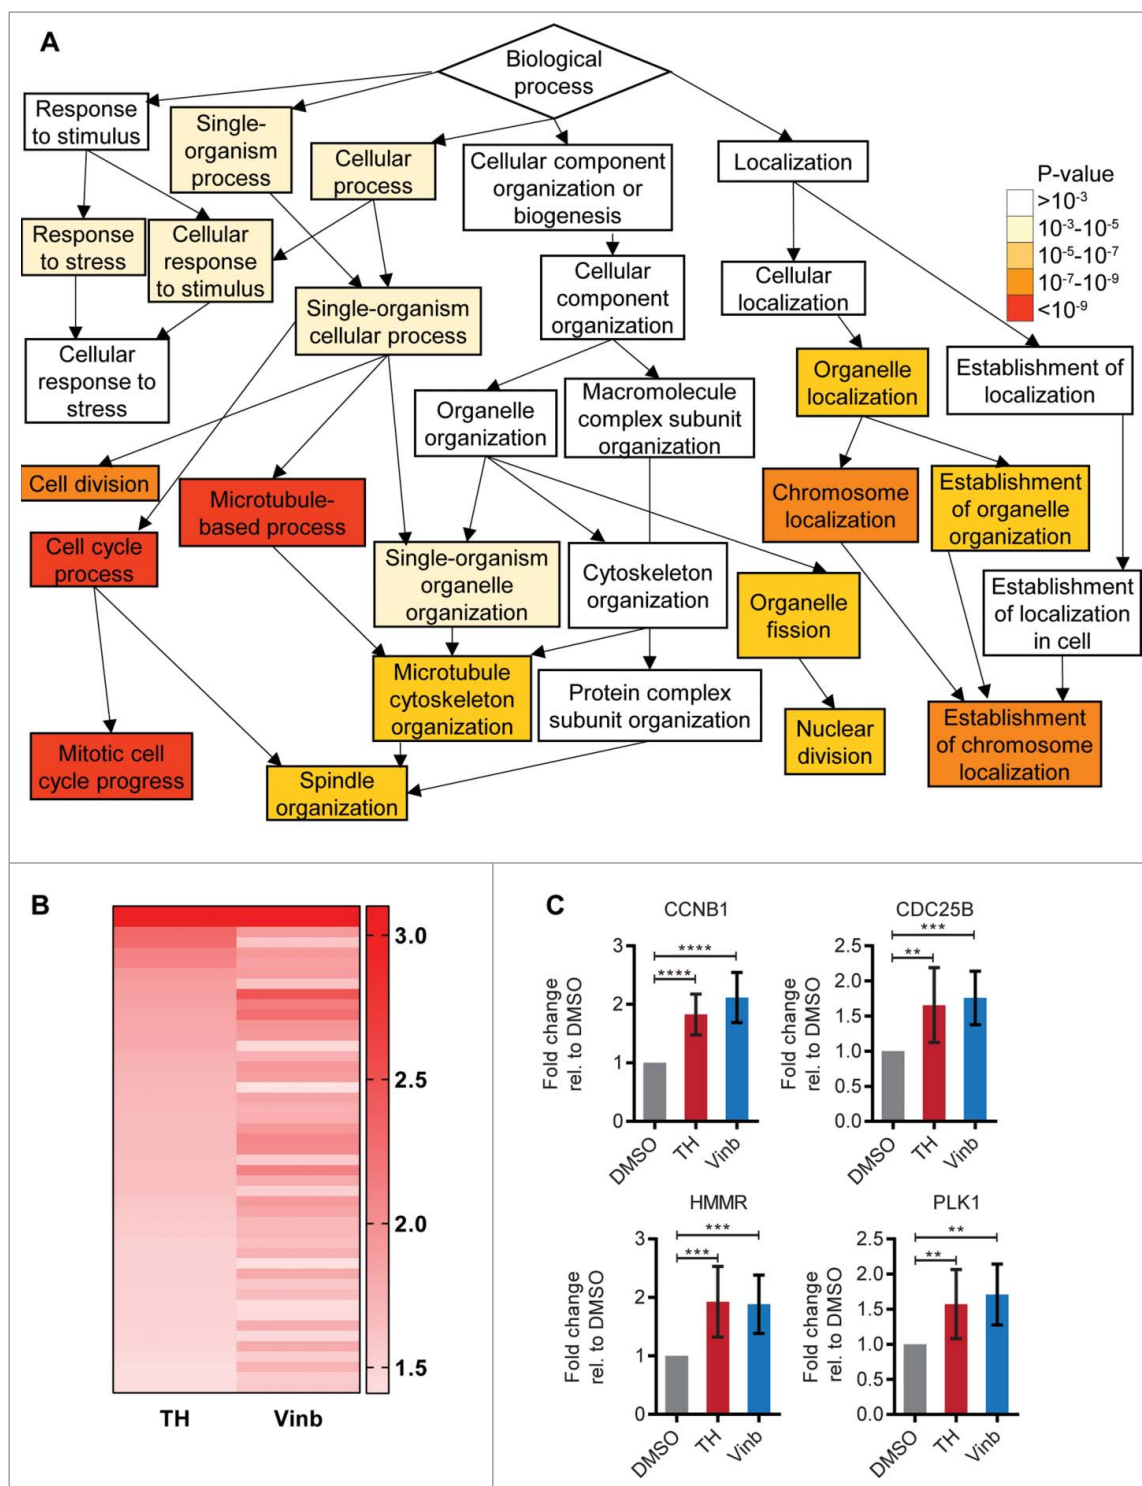 A
Biological
process
Response
to stimulus
Single-
organism
process
Cellular
process
Cellular component
organization or
biogenesis
Localization
P-value
>10⁻³
10⁻³-10⁻⁵
10⁻⁵-10⁻⁷
10⁻⁷-10⁻⁹
<10⁻⁹
Response
to stress
Cellular
response
to stimulus
Cellular
component
organization
Cellular
localization
Single-organism
cellular process
Cellular
response to
stress
Organelle
organization
Macromolecule
complex subunit
organization
Organelle
localization
Establishment of
localization
Cell division
Microtubule-
based process
Chromosome
localization
Establishment
of organelle
organization
Cell cycle
process
Single-organism
organelle
organization
Cytoskeleton
organization
Organelle
fission
Establishment
of localization
in cell
Microtubule
cytoskeleton
organization
Protein complex
subunit organization
Nuclear
division
Establishment
of chromosome
localization
Mitotic cell
cycle progress
Spindle
organization
B
3.0
2.5
2.0
1.5
TH
Vinb
C
CCNB1
Fold change
rel. to DMSO
3
2
1
0
****
****
DMSO
TH
Vinb
CDC25B
Fold change
rel. to DMSO
2.5
2.0
1.5
1.0
0.5
0.0
***
**
DMSO
TH
Vinb
HMMR
Fold change
rel. to DMSO
3
2
1
0
***
***
DMSO
TH
Vinb
PLK1
Fold change
rel. to DMSO
2.5
2.0
1.5
1.0
0.5
0.0
**
**
DMSO
TH
Vinb